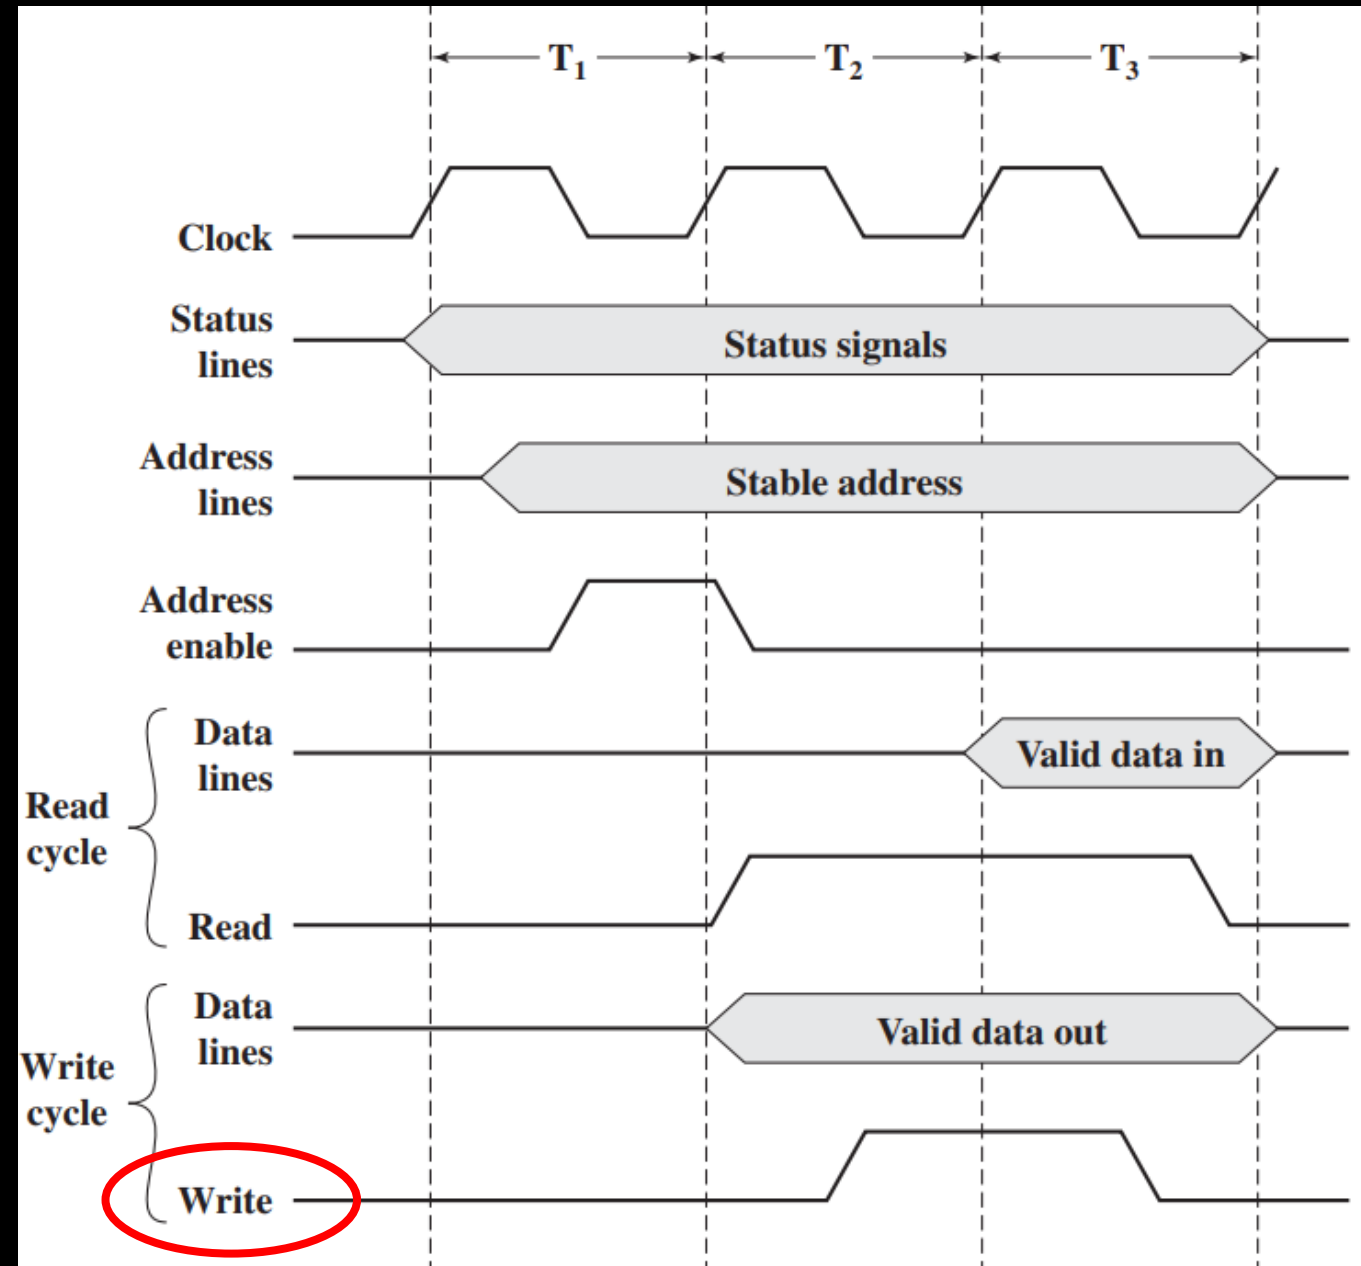 T1 T2 T3
Clock
Status
lines
Status signals
Address
lines
Stable address
Address
enable
Read
cycle
Data
lines
Valid data in
Read
Write
cycle
Data
lines
Valid data out
Write